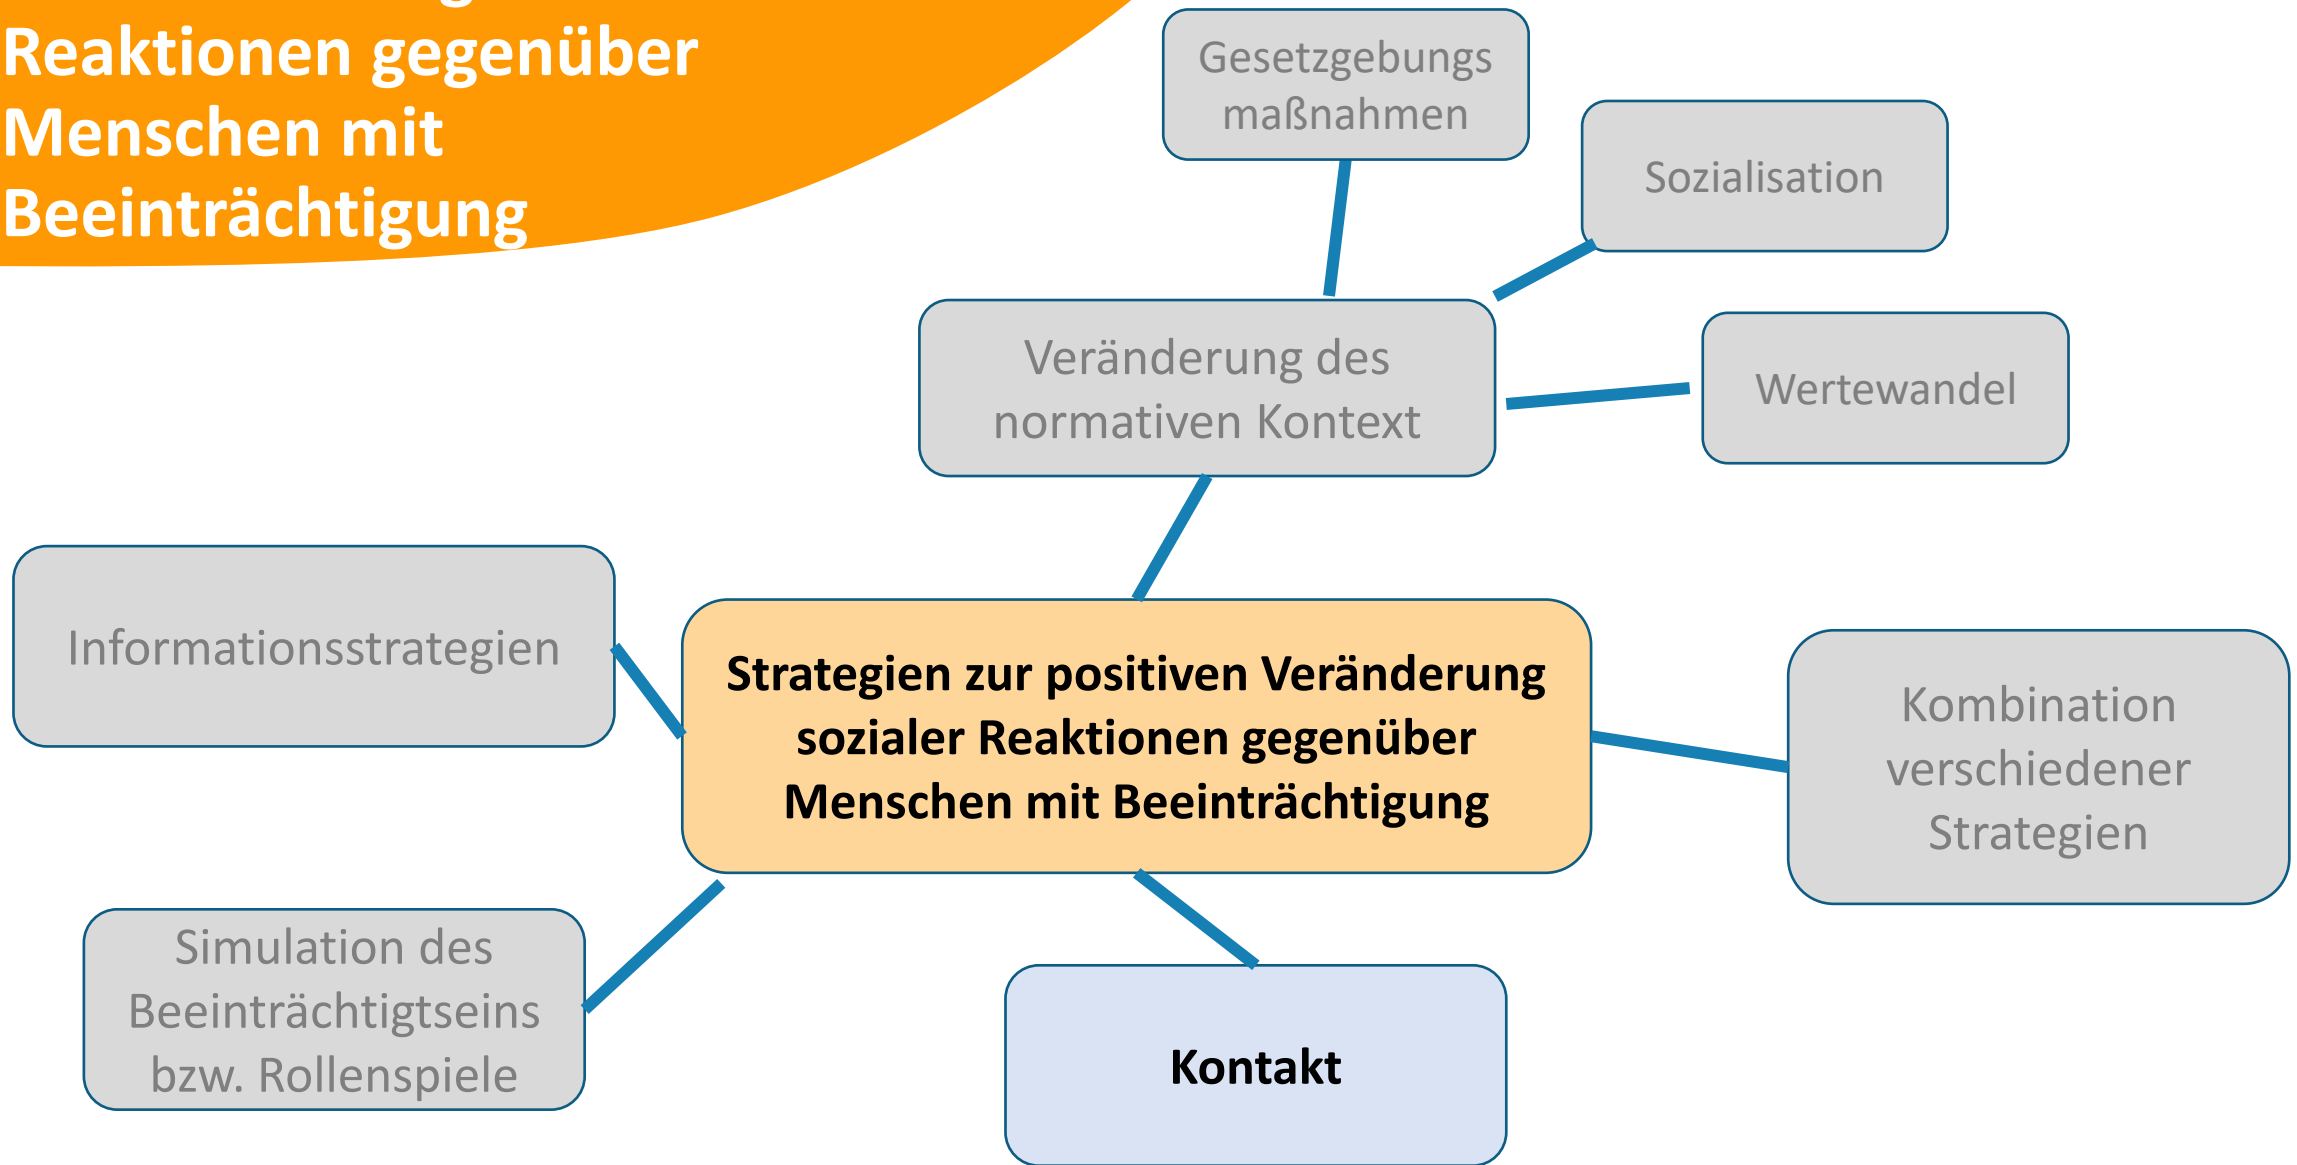 Reaktionen gegenüber
Menschen mit
Beeinträchtigung
Gesetzgebungs
maßnahmen
Sozialisation
Veränderung des
normativen Kontext
Wertewandel
Informationsstrategien
Strategien zur positiven Veränderung
sozialer Reaktionen gegenüber
Menschen mit Beeinträchtigung
Kombination
verschiedener
Strategien
Simulation des
Beeinträchtigtseins
bzw. Rollenspiele
Kontakt